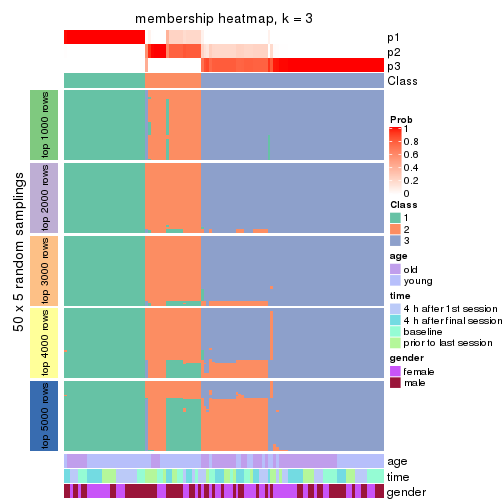 membership heatmap, k = 3
p1
p2
p3
Class
50 x 5 random samplings
top 1000 rows
top 2000 rows
top 3000 rows
top 4000 rows
top 5000 rows
age
time
gender
Prob
1
0.8
0.6
0.4
0.2
0
Class
1
2
3
age
old
young
time
4 h after 1st session
4 h after final session
baseline
prior to last session
gender
female
male